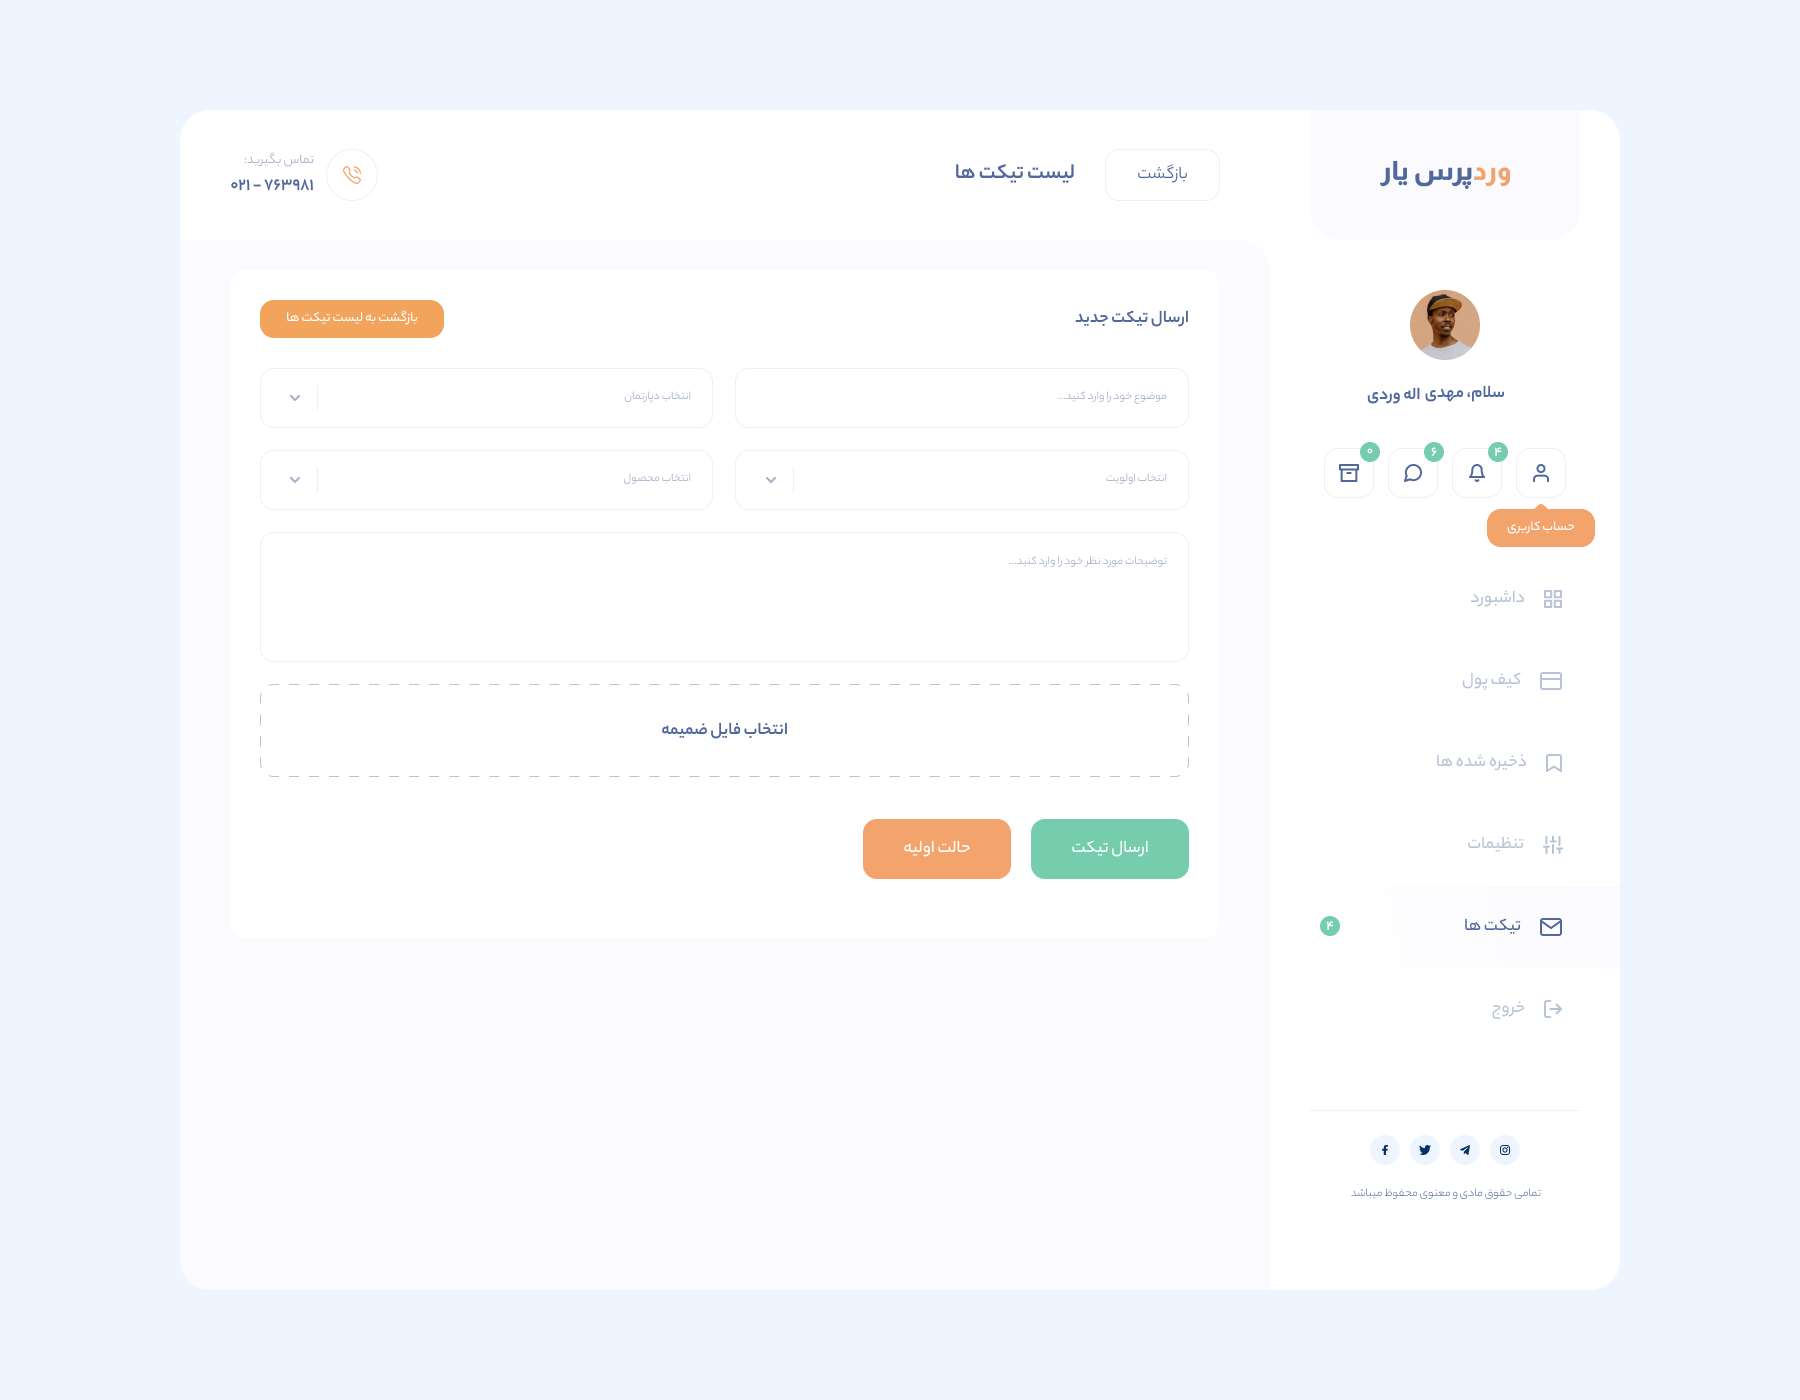 وردپرس یار
بازگشت
لیست تیکت ها
تماس بگیرید:
۰۲۱ – ۷۶۳۹۸۱
سلام، مهدی اله وردی
۴
۶
۰
حساب کاربری
داشبورد
کیف پول
ذخیره شده ها
تنظیمات
تیکت ها
۴
خروج
تمامی حقوق مادی و معنوی محفوظ میباشد
ارسال تیکت جدید
بازگشت به لیست تیکت ها
موضوع خود را وارد کنید...
انتخاب دپارتمان
انتخاب اولویت
انتخاب محصول
توضیحات مورد نظر خود را وارد کنید...
انتخاب فایل ضمیمه
ارسال تیکت
حالت اولیه